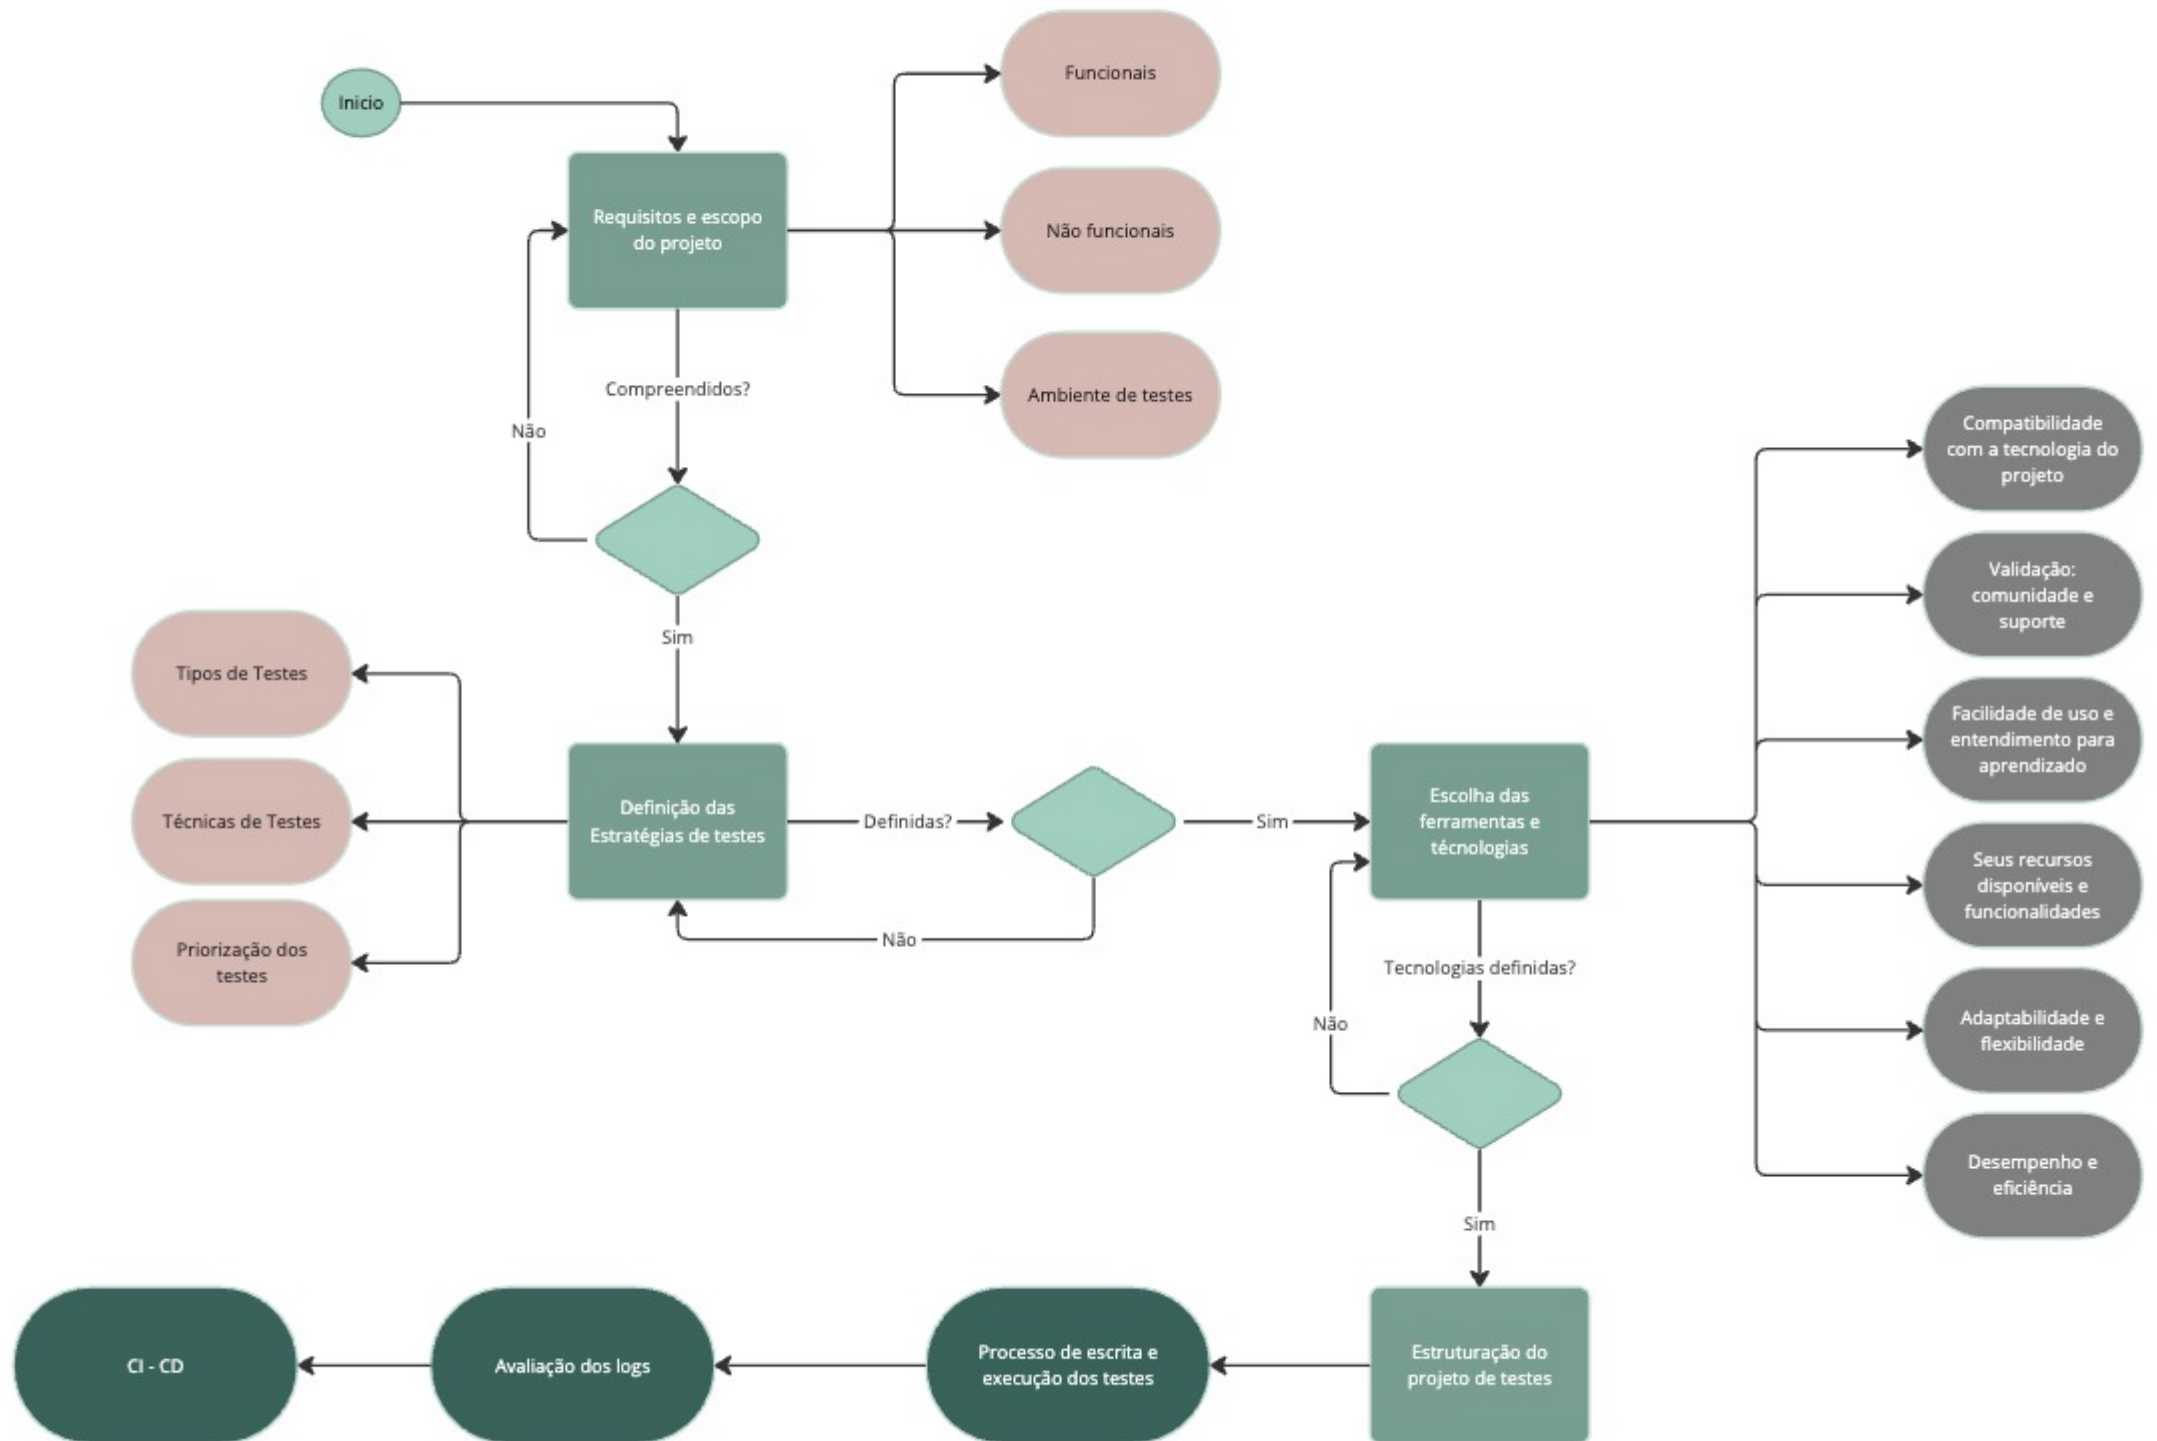 Inicio
Funcionais
Requisitos e escopo
do projeto
Não funcionais
Ambiente de testes
Compreendidos?
Não
Sim
Tipos de Testes
Técnicas de Testes
Priorização dos
testes
Definição das
Estratégias de testes
Definidas?
Sim
Não
Escolha das
ferramentas e
técnologias
Compatibilidade
com a tecnologia do
projeto
Validação:
comunidade e
suporte
Facilidade de uso e
entendimento para
aprendizado
Seus recursos
disponíveis e
funcionalidades
Adaptabilidade e
flexibilidade
Desempenho e
eficiência
Tecnologias definidas?
Não
Sim
Estruturação do
projeto de testes
Processo de escrita e
execução dos testes
Avaliação dos logs
CI - CD